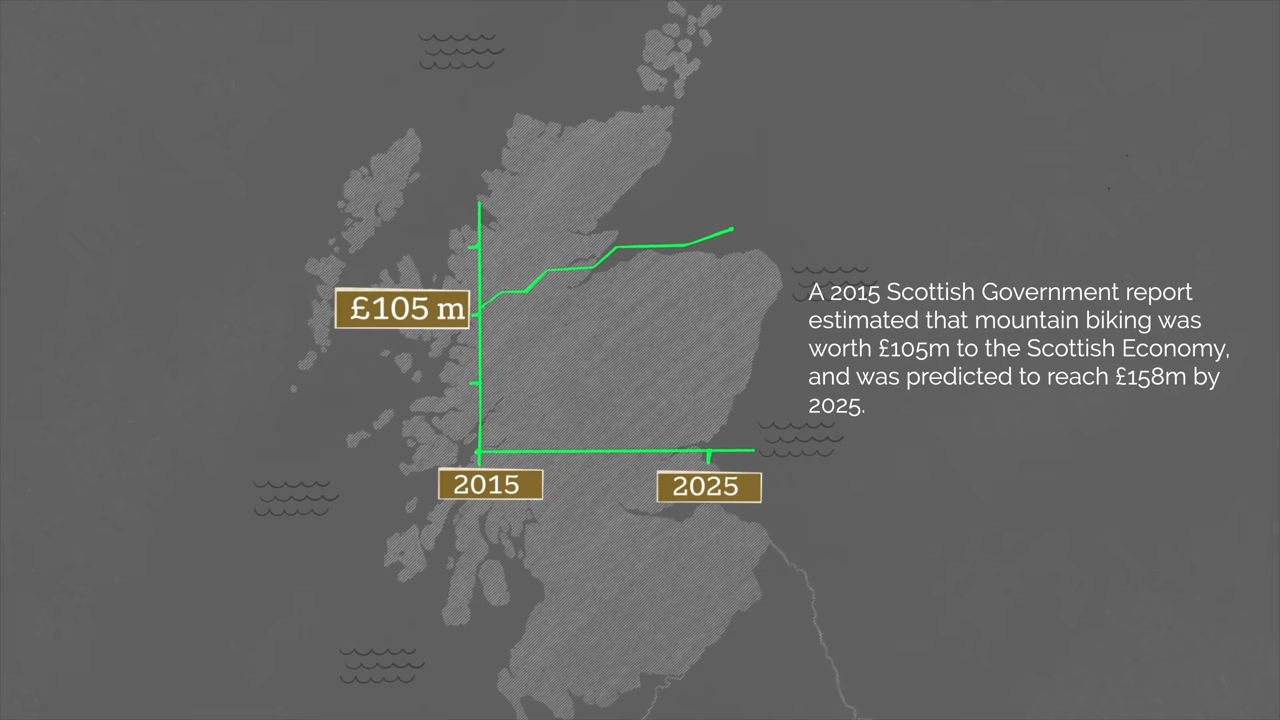 £105 m
A 2015 Scottish Government report
estimated that mountain biking was
worth £105m to the Scottish Economy,
and was predicted to reach £158m by
2025.
2015
2025